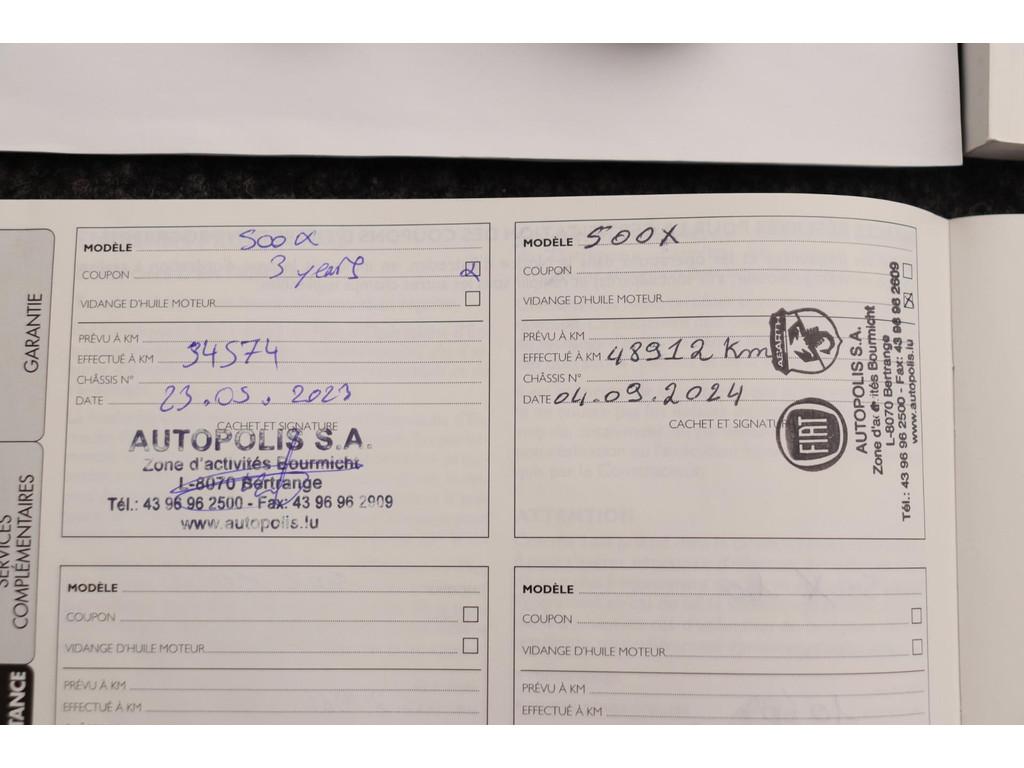 GARANTIE
SERVICES
COMPLÉMENTAIRES
TANCE
MODÈLE 500X
COUPON 3 years
VIDANGE D'HUILE MOTEUR
PRÉVU À KM
EFFECTUÉ À KM 34574
CHÂSSIS N°
DATE 23.05.2023
CACHET ET SIGNATURE
AUTOPOLIS S.A.
Zone d'activités Bourmicht
L-8070 Bertrange
Tél.: 43 96 96 2500 - Fax: 43 96 96 2909
www.autopolis.lu
MODÈLE 500X
COUPON
VIDANGE D'HUILE MOTEUR
PRÉVU À KM
EFFECTUÉ À KM 48912 Km
CHÂSSIS N°
DATE 04.09.2024
CACHET ET SIGNATUR
ABARTH
FIAT
AUTOPOLIS S.A.
Zone d'activités Bourmicht
L-8070 Bertrange
Tél.: 43 96 96 2500 - Fax: 43 96 96 2609
www.autopolis.lu
MODÈLE
COUPON
VIDANGE D'HUILE MOTEUR
PRÉVU À KM
EFFECTUÉ À KM
MODÈLE
COUPON
VIDANGE D'HUILE MOTEUR
PRÉVU À KM
EFFECTUÉ À KM